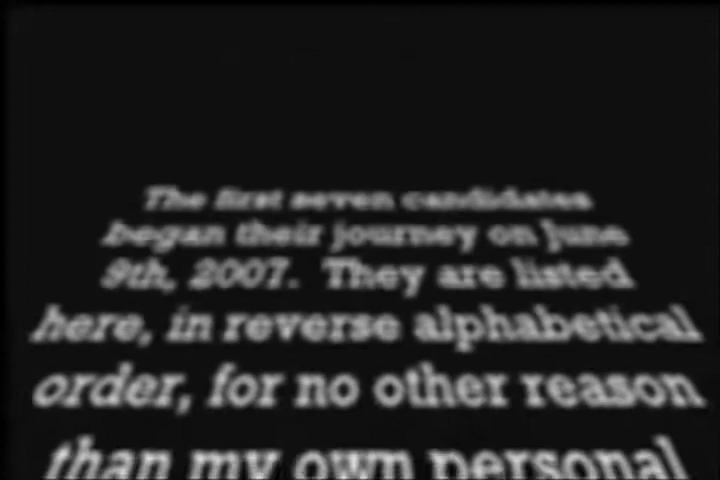 The first seven candidates
began their journey on June
9th, 2007. They are listed
here, in reverse alphabetical
order, for no other reason
than my own personal